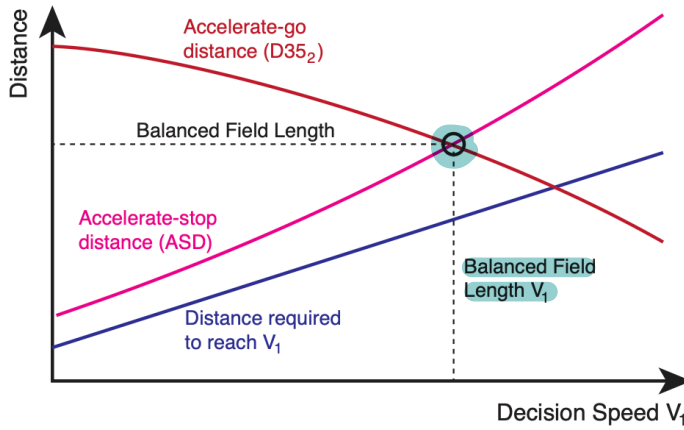 Distance
Accelerate-go
distance (D35₂)
Balanced Field Length
Accelerate-stop
distance (ASD)
Balanced Field
Length V₁
Distance required
to reach V₁
Decision Speed V₁